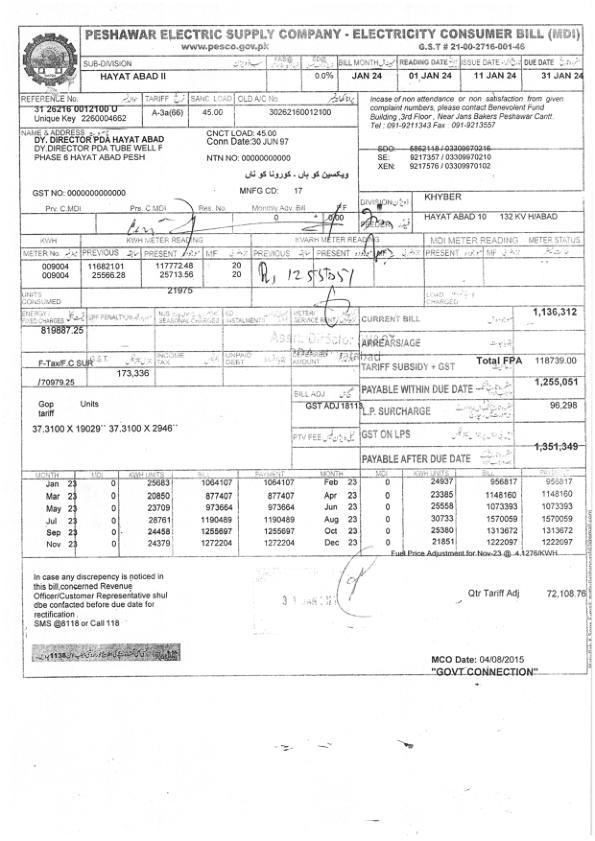 PESHAWAR ELECTRIC SUPPLY COMPANY - ELECTRICITY CONSUMER BILL (MDI)
www.pesco.gov.pk
G.S.T # 21-00-2716-001-46
SUB-DIVISION
BILL MONTH READING DATE ISSUE DATE DUE DATE
HAYAT ABAD II 0.0% JAN 24 01 JAN 24 11 JAN 24 31 JAN 24
REFERENCE No. TARIFF SANC. LOAD OLD A/C No
31 26216 0012100 U A-3a(66) 45.00 30262160012100
Unique Key 2260004662
Incase of non attendance or non satisfaction from given
complaint numbers, please contact Benevolent Fund
Building ,3rd Floor , Near Jans Bakers Peshawar Cantt.
Tel : 091-9211343 Fax : 091-9213557
NAME & ADDRESS
DY. DIRECTOR PDA HAYAT ABAD
DY.DIRECTOR PDA TUBE WELL F
PHASE 6 HAYAT ABAD PESH
CNCT LOAD: 45.00
Conn Date:30 JUN 97
NTN NO: 00000000000
ویکسین کو ہاں - کورونا کو ناں
SDO: 5862118 / 03309970216
SE: 9217357 / 03309970210
XEN: 9217576 / 03309970102
GST NO: 0000000000000 MNFG CD: 17
DIVISION KHYBER
HAYAT ABAD 10 132 KV H/ABAD
Prv. C.MDI Prs. C.MDI Res. No. Monthly Adv. Bill
0 + 0.00
KWH KWH METER READING KVARH METER READING MDI METER READING METER STATUS
METER No. PREVIOUS PRESENT MF PREVIOUS PRESENT MF PREVIOUS PRESENT MF
009004 11682101 117772.48 20
009004 25566.28 25713.56 20
Rs, 1255051
UNITS
CONSUMED
21975
LOAD
CHARGED
ENERGY/
FIXED CHARGES LPF PENALTY SEASONAL CHARGES INSTALMENTS METER/
SERVICE RENT
819887.25
CURRENT BILL 1,136,312
ARREARS/AGE
F-Tax/F.C SUR G.S.T. INCOME
TAX UNPAID
DEBT AMOUNT
/70979.25 173,336
Total FPA 118739.00
TARIFF SUBSIDY + GST
PAYABLE WITHIN DUE DATE 1,255,051
BILL ADJ
GST ADJ 18113
L.P. SURCHARGE 96,298
Gop Units
tariff
37.3100 X 19029`` 37.3100 X 2946``
PTV FEE
GST ON LPS
PAYABLE AFTER DUE DATE 1,351,349
MONTH MDI KWH UNITS BILL PAYMENT MONTH MDI KWH UNITS BILL PAYMENT
Jan 23 0 25683 1064107 1064107 Feb 23 0 24937 956817 956817
Mar 23 0 20850 877407 877407 Apr 23 0 23385 1148160 1148160
May 23 0 23709 973664 973664 Jun 23 0 25558 1073393 1073393
Jul 23 0 28761 1190489 1190489 Aug 23 0 30733 1570059 1570059
Sep 23 0 24458 1255697 1255697 Oct 23 0 25380 1313672 1313672
Nov 23 0 24379 1272204 1272204 Dec 23 0 21851 1222097 1222097
Fuel Price Adjustment for Nov-23 @ 4.1276/KWH
In case any discrepency is noticed in
this bill,concerned Revenue
Officer/Customer Representative shul
dbe confacted before due date for
rectification .
SMS @8118 or Call 118
31 JAN
Qtr Tariff Adj 72,108.76
MCO Date: 04/08/2015
"GOVT CONNECTION"